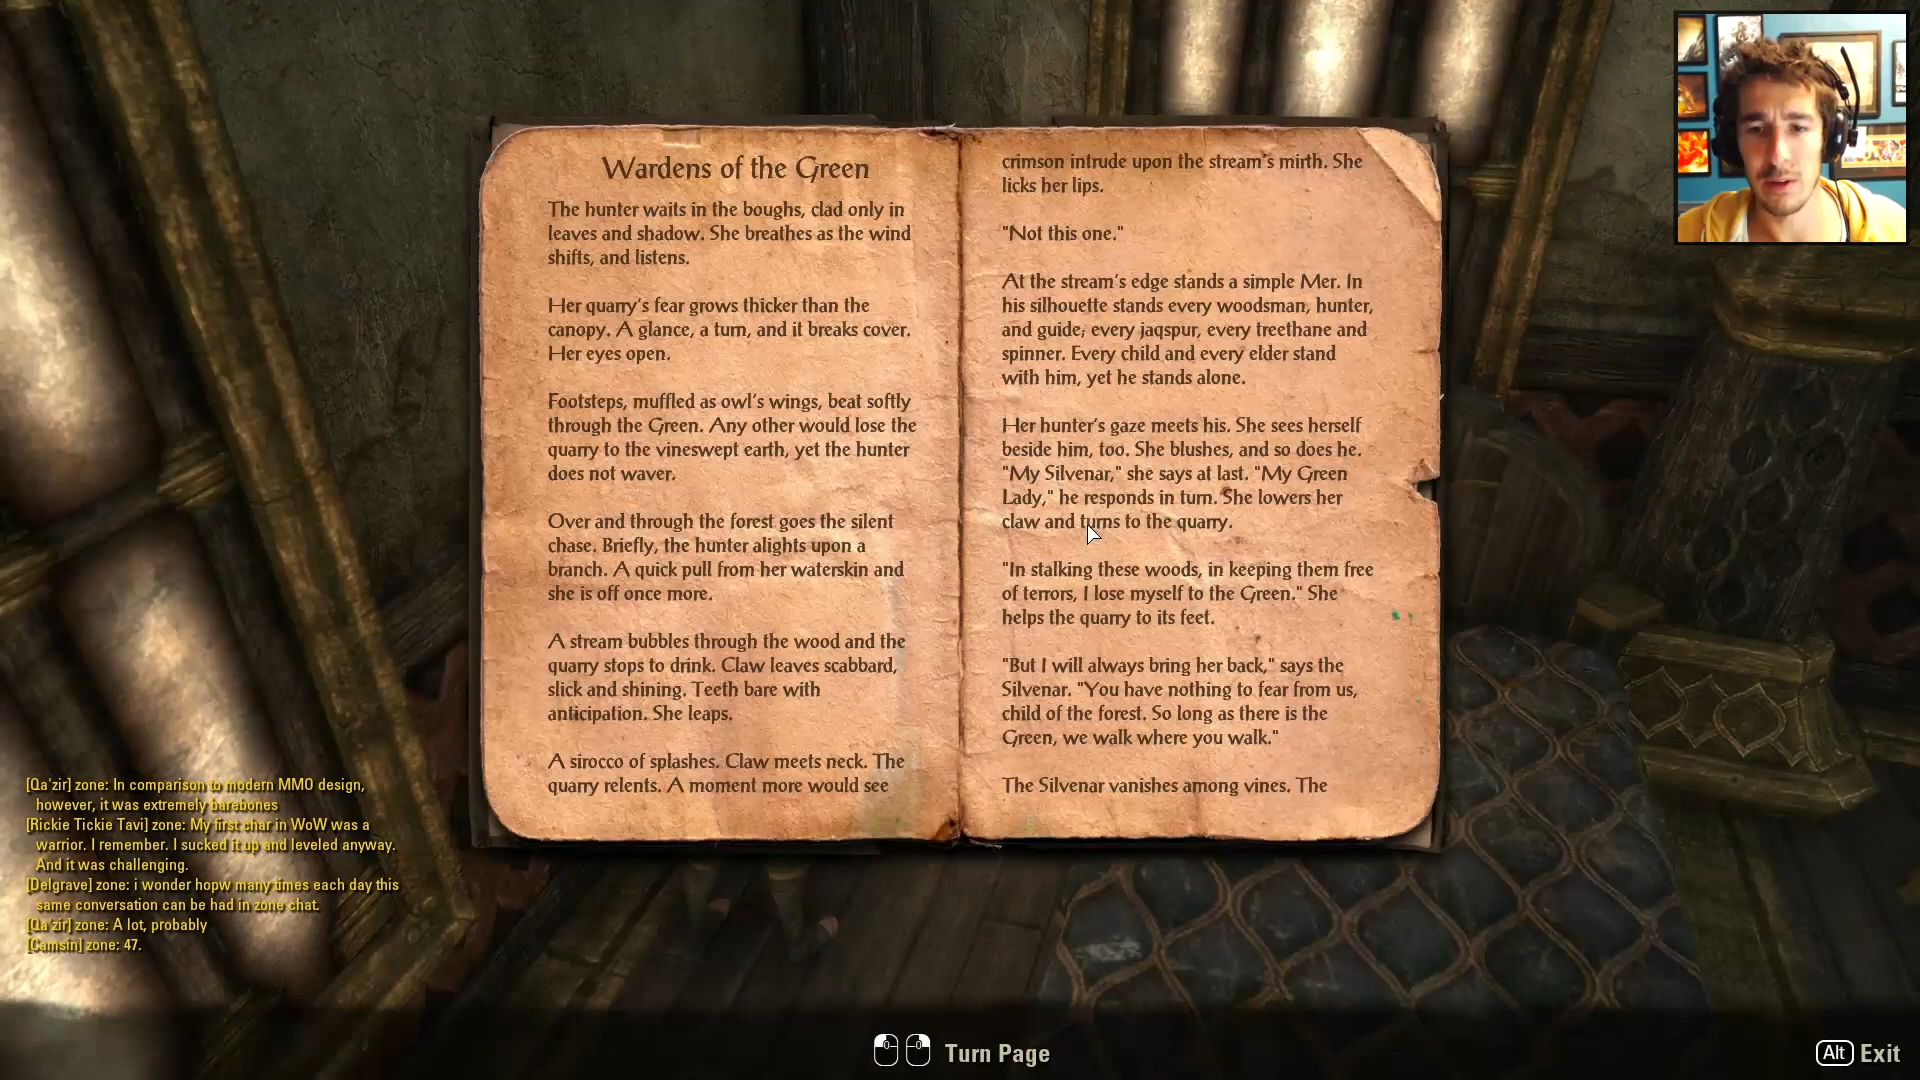 Wardens of the Green
The hunter waits in the boughs, clad only in
leaves and shadow. She breathes as the wind
shifts, and listens.
Her quarry's fear grows thicker than the
canopy. A glance, a turn, and it breaks cover.
Her eyes open.
Footsteps, muffled as owl's wings, beat softly
through the Green. Any other would lose the
quarry to the vineswept earth, yet the hunter
does not waver.
Over and through the forest goes the silent
chase. Briefly, the hunter alights upon a
branch. A quick pull from her waterskin and
she is off once more.
A stream bubbles through the wood and the
quarry stops to drink. Claw leaves scabbard,
slick and shining. Teeth bare with
anticipation. She leaps.
A sirocco of splashes. Claw meets neck. The
quarry relents. A moment more would see
crimson intrude upon the stream's mirth. She
licks her lips.
"Not this one."
At the stream's edge stands a simple Mer. In
his silhouette stands every woodsman, hunter,
and guide; every jaqspur, every treethane and
spinner. Every child and every elder stand
with him, yet he stands alone.
Her hunter's gaze meets his. She sees herself
beside him, too. She blushes, and so does he.
"My Silvenar," she says at last. "My Green
Lady," he responds in turn. She lowers her
claw and turns to the quarry.
"In stalking these woods, in keeping them free
of terrors, I lose myself to the Green." She
helps the quarry to its feet.
"But I will always bring her back," says the
Silvenar. "You have nothing to fear from us,
child of the forest. So long as there is the
Green, we walk where you walk."
The Silvenar vanishes among vines. The
[Qa'zir] zone: In comparison to modern MMO design,
however, it was extremely barebones
[Rickie Tickie Tavi] zone: My first char in WoW was a
warrior. I remember. I sucked it up and leveled anyway.
And it was challenging.
[Delgrave] zone: i wonder hopw many times each day this
same conversation can be had in zone chat.
[Qa'zir] zone: A lot, probably
[Camsin] zone: 47.
Turn Page
Alt Exit